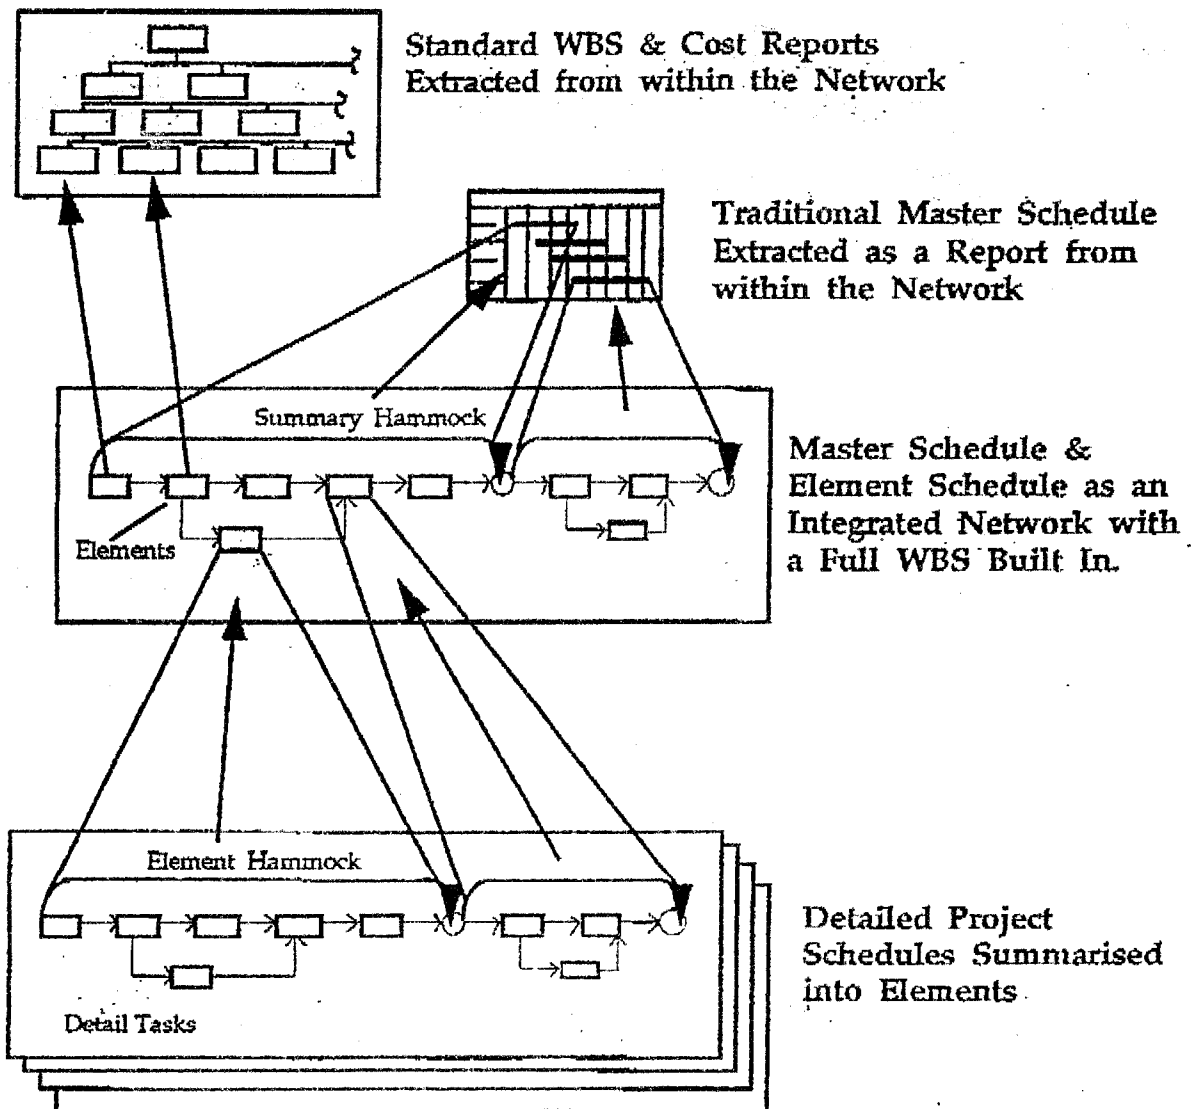 Standard WBS & Cost Reports
Extracted from within the Network
Traditional Master Schedule
Extracted as a Report from
within the Network
Summary Hammock
Elements
Master Schedule &
Element Schedule as an
Integrated Network with
a Full WBS Built In.
Element Hammock
Detail Tasks
Detailed Project
Schedules Summarised
into Elements